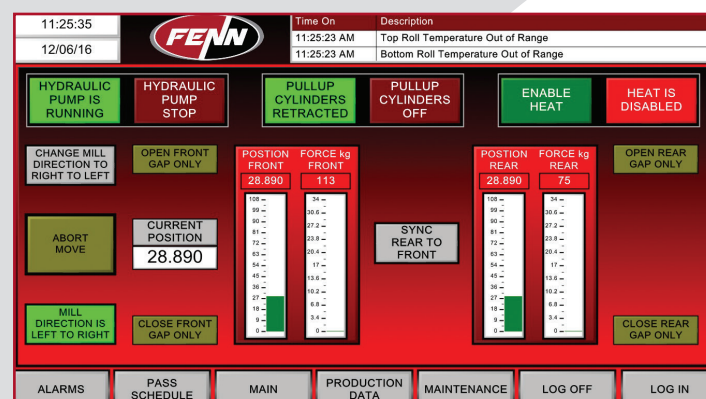 11:25:35
12/06/16
FENN
Time On Description
11:25:23 AM Top Roll Temperature Out of Range
11:25:23 AM Bottom Roll Temperature Out of Range
HYDRAULIC
PUMP IS
RUNNING
HYDRAULIC
PUMP
STOP
PULLUP
CYLINDERS
RETRACTED
PULLUP
CYLINDERS
OFF
ENABLE
HEAT
HEAT IS
DISABLED
CHANGE MILL
DIRECTION TO
RIGHT TO LEFT
OPEN FRONT
GAP ONLY
ABORT
MOVE
CURRENT
POSITION
28.890
MILL
DIRECTION IS
LEFT TO RIGHT
CLOSE FRONT
GAP ONLY
POSTION
FRONT
28.890
108
99
90
81
72
63
54
45
36
27
18
9
0
FORCE kg
FRONT
113
34
30.6
27.2
23.8
20.4
17
13.6
10.2
6.8
3.4
0
SYNC
REAR TO
FRONT
POSTION
REAR
28.890
108
99
90
81
72
63
54
45
36
27
18
9
0
FORCE kg
REAR
75
34
30.6
27.2
23.8
20.4
17
13.6
10.2
6.8
3.4
0
OPEN REAR
GAP ONLY
CLOSE REAR
GAP ONLY
ALARMS
PASS
SCHEDULE
MAIN
PRODUCTION
DATA
MAINTENANCE
LOG OFF
LOG IN